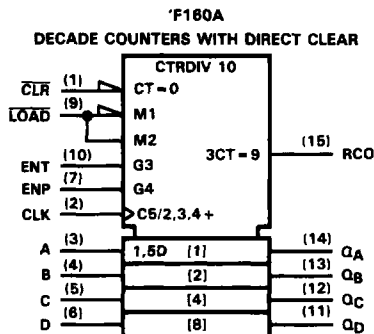 'F160A
DECADE COUNTERS WITH DIRECT CLEAR
CTRDIV 10
CLR (1) CT=0
LOAD (9) M1
M2
ENT (10) G3 3CT=9 (15) RCO
ENP (7) G4
CLK (2) C5/2,3,4+
A (3) 1,5D [1] (14) QA
B (4) [2] (13) QB
C (5) [4] (12) QC
D (6) [8] (11) QD